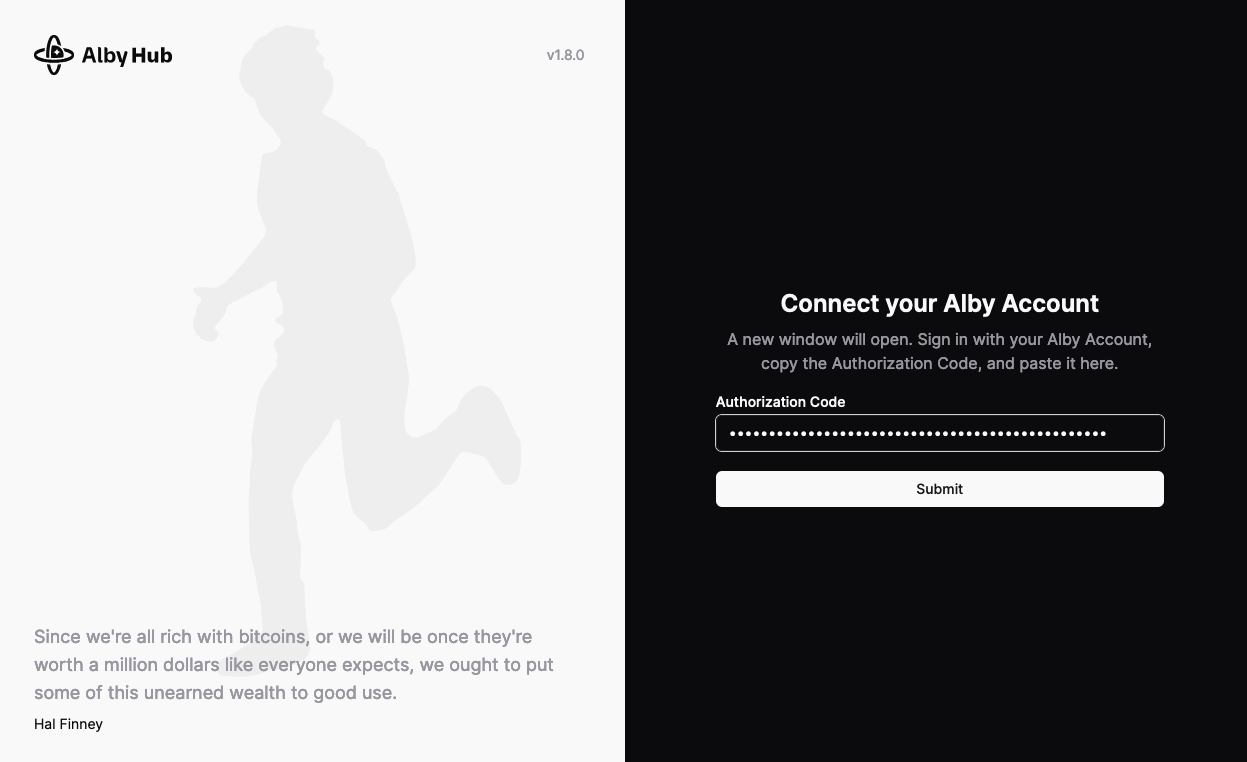 Alby Hub
v1.8.0
Since we're all rich with bitcoins, or we will be once they're
worth a million dollars like everyone expects, we ought to put
some of this unearned wealth to good use.
Hal Finney
Connect your Alby Account
A new window will open. Sign in with your Alby Account,
copy the Authorization Code, and paste it here.
Authorization Code
••••••••••••••••••••••••••••••••••••••••••••••••
Submit